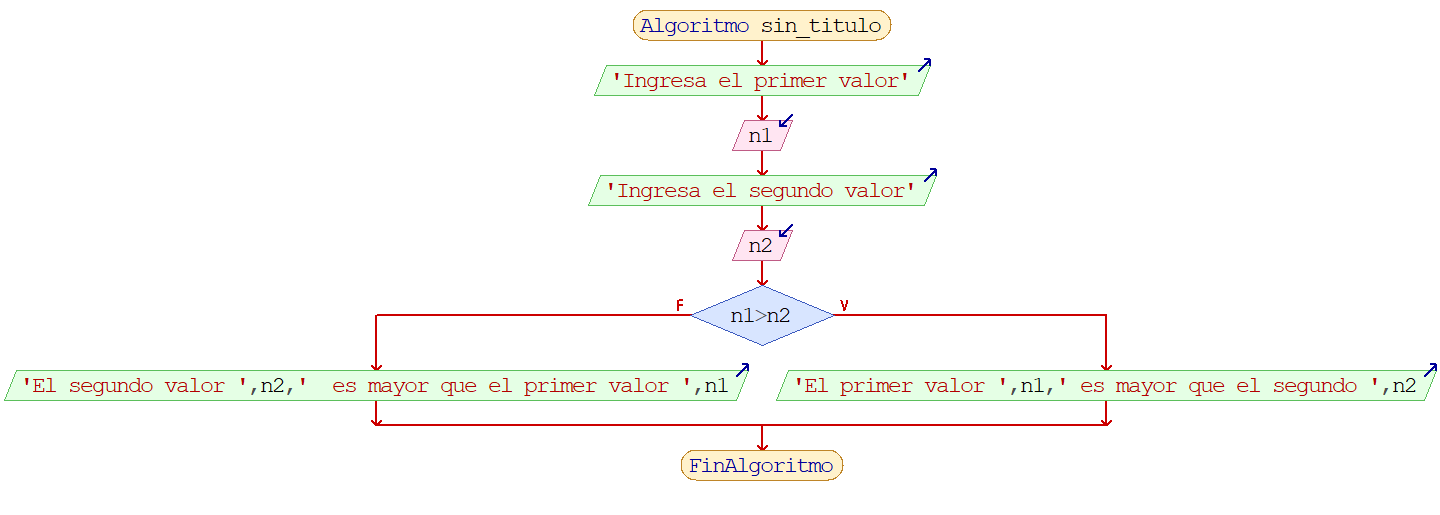 Algoritmo sin_titulo
'Ingresa el primer valor'
n1
'Ingresa el segundo valor'
n2
F
V
n1>n2
'El segundo valor ',n2,'  es mayor que el primer valor ',n1
'El primer valor ',n1,' es mayor que el segundo ',n2
FinAlgoritmo